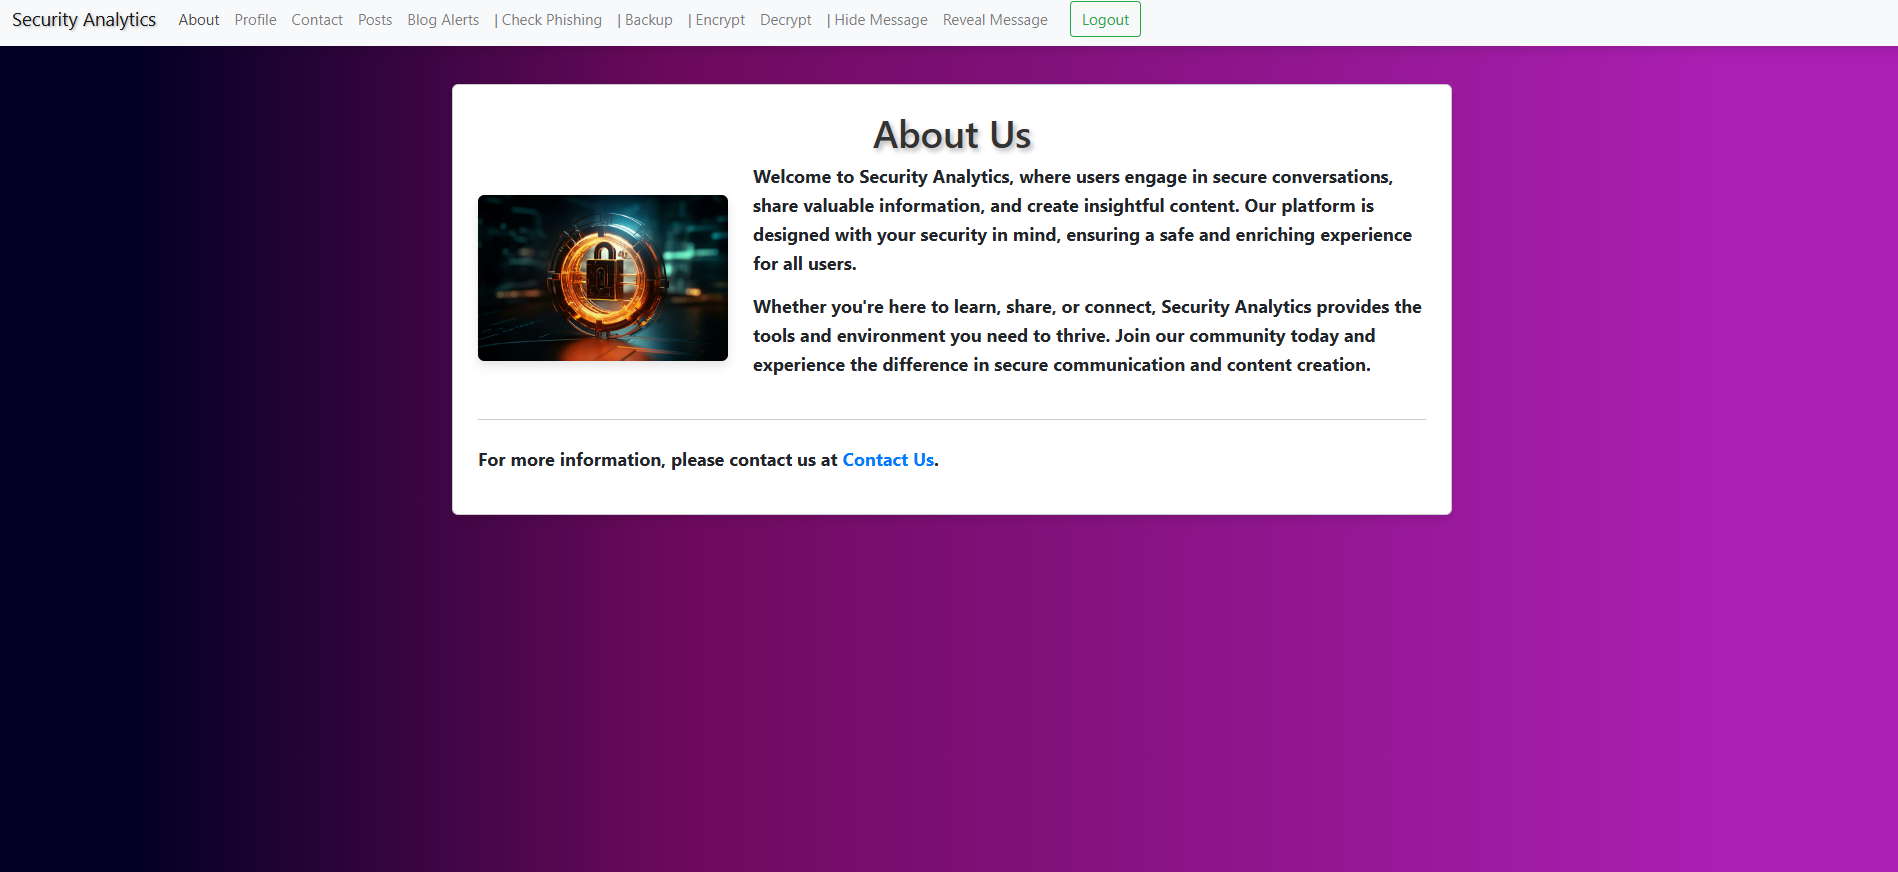 Security Analytics About Profile Contact Posts Blog Alerts | Check Phishing | Backup | Encrypt Decrypt | Hide Message Reveal Message Logout
About Us
Welcome to Security Analytics, where users engage in secure conversations,
share valuable information, and create insightful content. Our platform is
designed with your security in mind, ensuring a safe and enriching experience
for all users.
Whether you're here to learn, share, or connect, Security Analytics provides the
tools and environment you need to thrive. Join our community today and
experience the difference in secure communication and content creation.
For more information, please contact us at Contact Us.